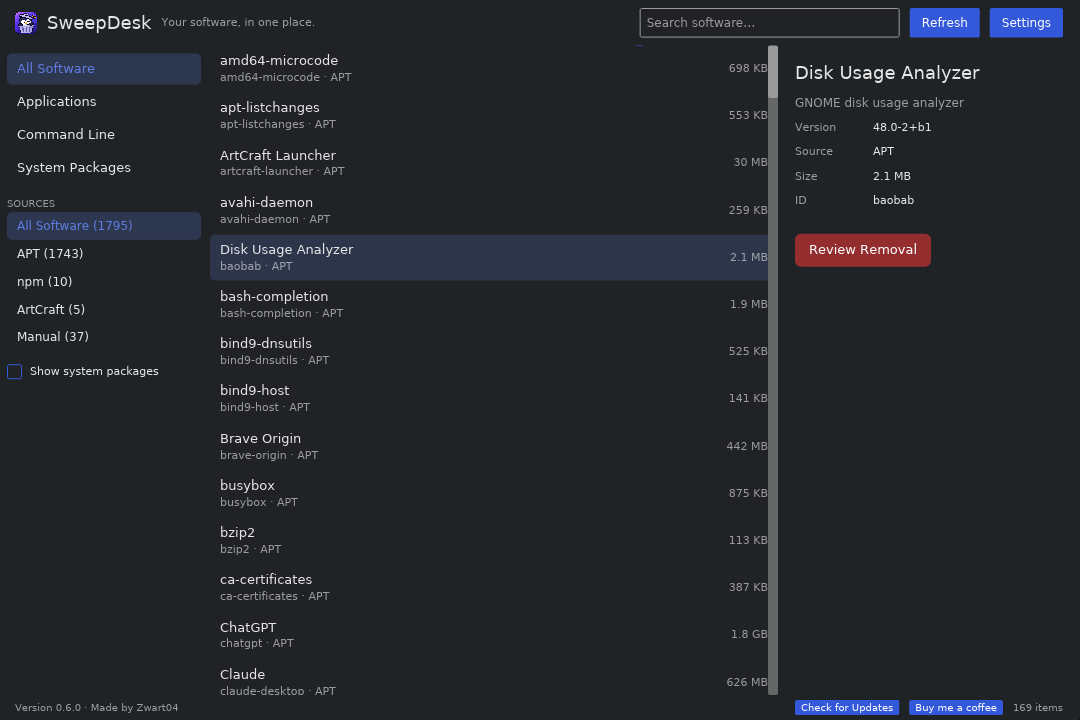 SweepDesk
Your software, in one place.
Search software...
Refresh
Settings
All Software
Applications
Command Line
System Packages
SOURCES
All Software (1795)
APT (1743)
npm (10)
ArtCraft (5)
Manual (37)
Show system packages
amd64-microcode
amd64-microcode · APT
698 KB
apt-listchanges
apt-listchanges · APT
553 KB
ArtCraft Launcher
artcraft-launcher · APT
30 MB
avahi-daemon
avahi-daemon · APT
259 KB
Disk Usage Analyzer
baobab · APT
2.1 MB
bash-completion
bash-completion · APT
1.9 MB
bind9-dnsutils
bind9-dnsutils · APT
525 KB
bind9-host
bind9-host · APT
141 KB
Brave Origin
brave-origin · APT
442 MB
busybox
busybox · APT
875 KB
bzip2
bzip2 · APT
113 KB
ca-certificates
ca-certificates · APT
387 KB
ChatGPT
chatgpt · APT
1.8 GB
Claude
claude-desktop · APT
626 MB
Disk Usage Analyzer
GNOME disk usage analyzer
Version 48.0-2+b1
Source APT
Size 2.1 MB
ID baobab
Review Removal
Version 0.6.0 · Made by Zwart04
Check for Updates
Buy me a coffee
169 items